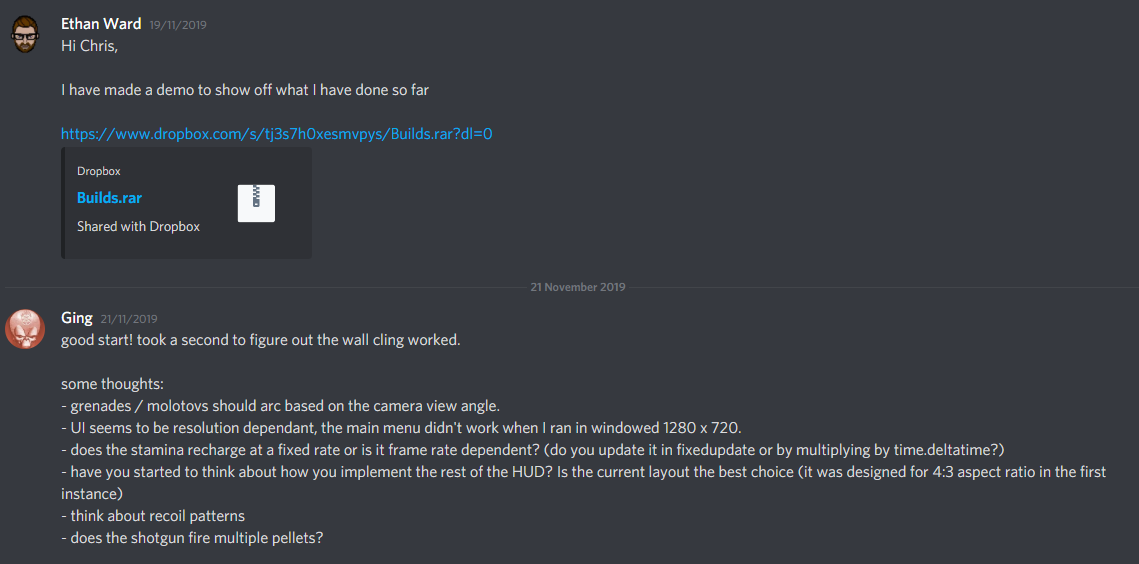 Ethan Ward 19/11/2019
Hi Chris,
I have made a demo to show off what I have done so far
https://www.dropbox.com/s/tj3s7h0xesmvpys/Builds.rar?dl=0
Dropbox
Builds.rar
Shared with Dropbox
21 November 2019
Ging 21/11/2019
good start! took a second to figure out the wall cling worked.
some thoughts:
- grenades / molotovs should arc based on the camera view angle.
- UI seems to be resolution dependant, the main menu didn't work when I ran in windowed 1280 x 720.
- does the stamina recharge at a fixed rate or is it frame rate dependent? (do you update it in fixedupdate or by multiplying by time.deltatime?)
- have you started to think about how you implement the rest of the HUD? Is the current layout the best choice (it was designed for 4:3 aspect ratio in the first
instance)
- think about recoil patterns
- does the shotgun fire multiple pellets?